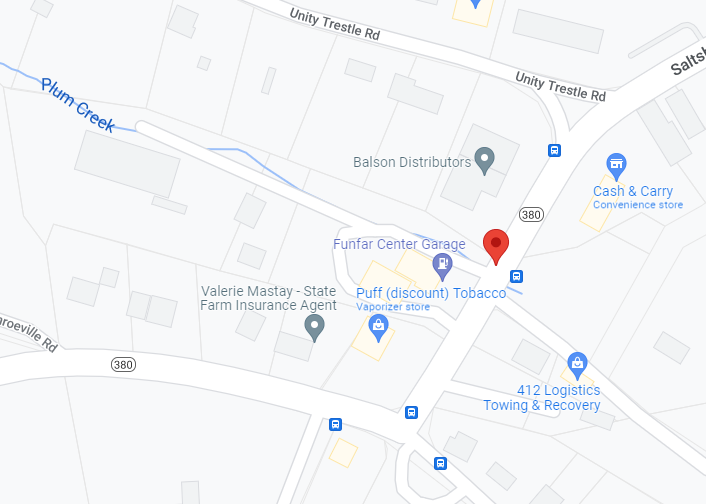 Unity Trestle Rd
Unity Trestle Rd
Plum Creek
Balson Distributors
Cash & Carry
Convenience store
380
Funfar Center Garage
Valerie Mastay - State
Farm Insurance Agent
Puff (discount) Tobacco
Vaporizer store
380
412 Logistics
Towing & Recovery